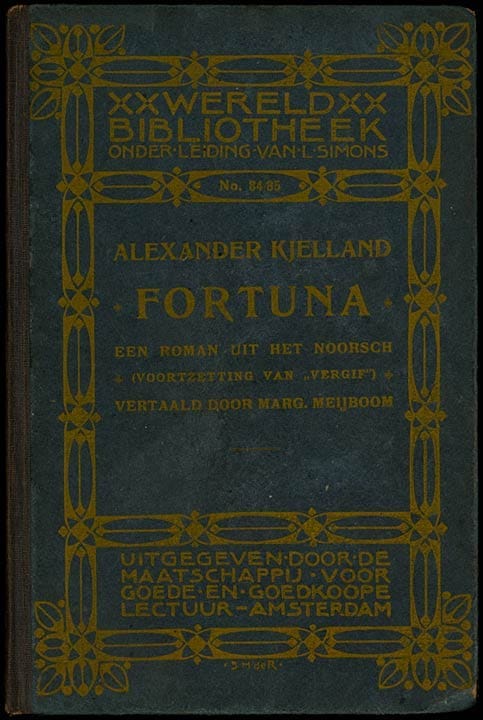 XXWERELDXX
BIBLIOTHEEK
ONDER·LEIDING·VAN·L·SIMONS
No. 84/85
ALEXANDER KJELLAND
FORTUNA
EEN ROMAN UIT HET NOORSCH
(VOORTZETTING VAN „VERGIF”)
VERTAALD DOOR MARG. MEIJBOOM
UITGEGEVEN·DOOR·DE
MAATSCHAPPIJ·VOOR
GOEDE·EN·GOEDKOOPE
LECTUUR–AMSTERDAM
·S·H·deR·